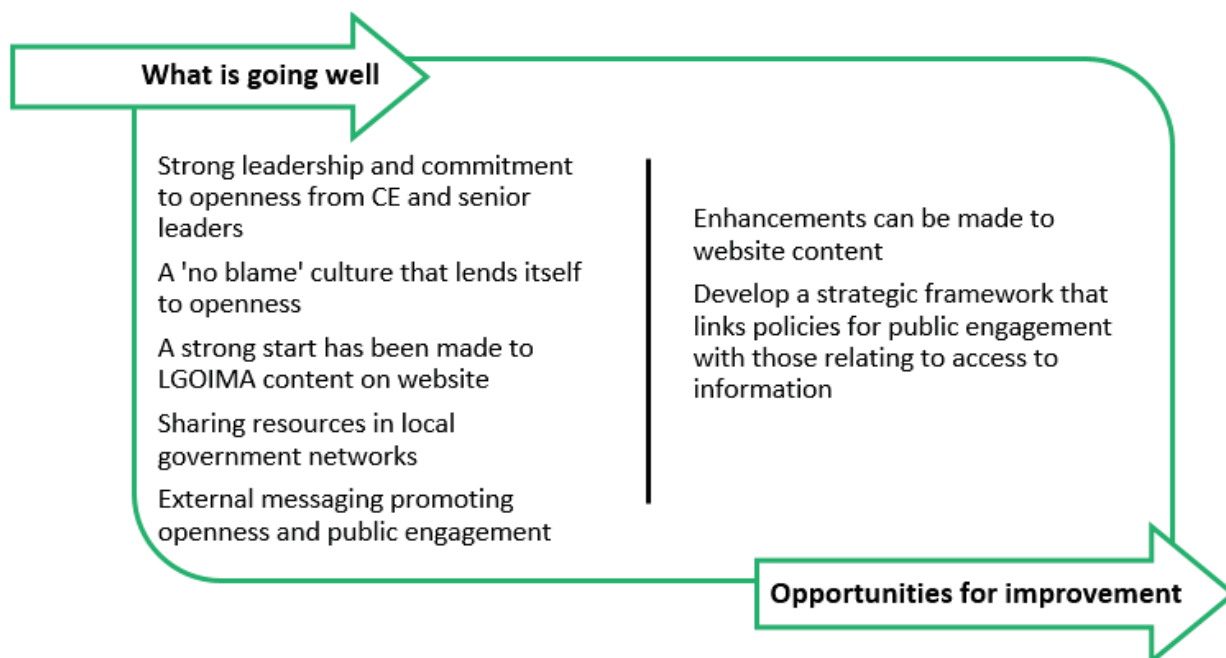 What is going well
Strong leadership and commitment
to openness from CE and senior
leaders
A 'no blame' culture that lends itself
to openness
A strong start has been made to
LGOIMA content on website
Sharing resources in local
government networks
External messaging promoting
openness and public engagement
Enhancements can be made to
website content
Develop a strategic framework that
links policies for public engagement
with those relating to access to
information
Opportunities for improvement